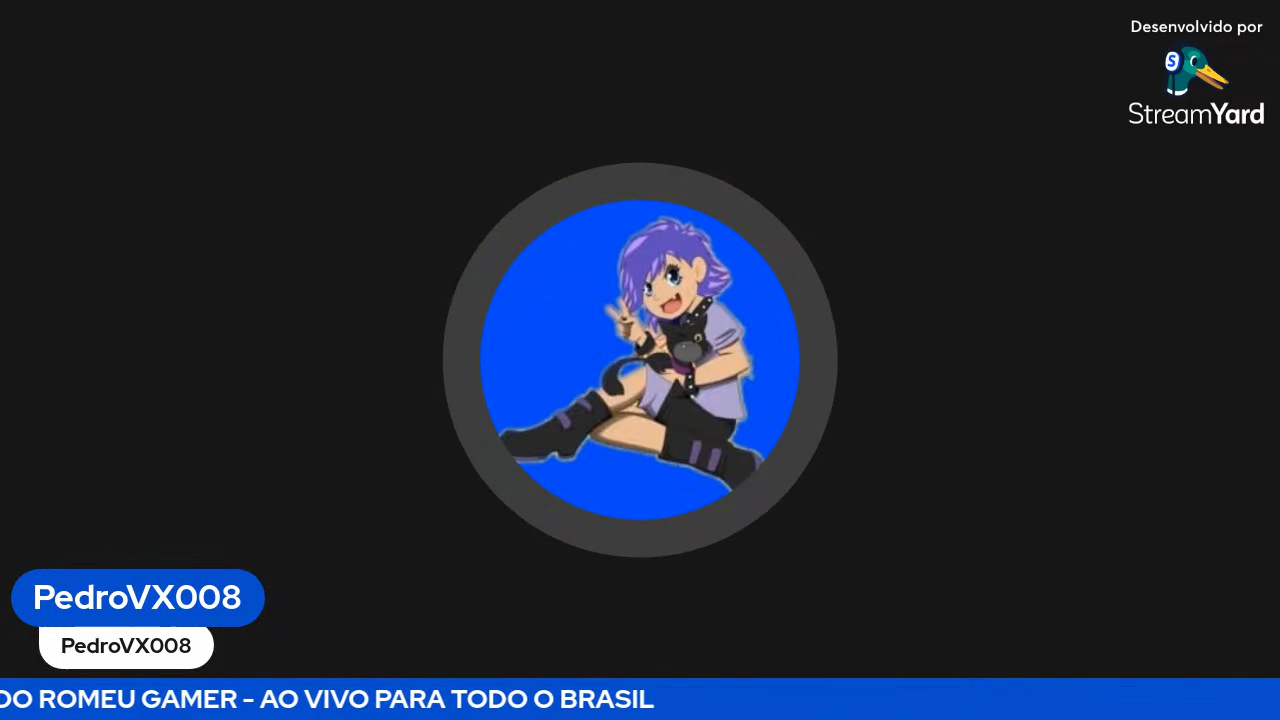 Desenvolvido por
StreamYard
PedroVX008
PedroVX008
DO ROMEU GAMER - AO VIVO PARA TODO O BRASIL